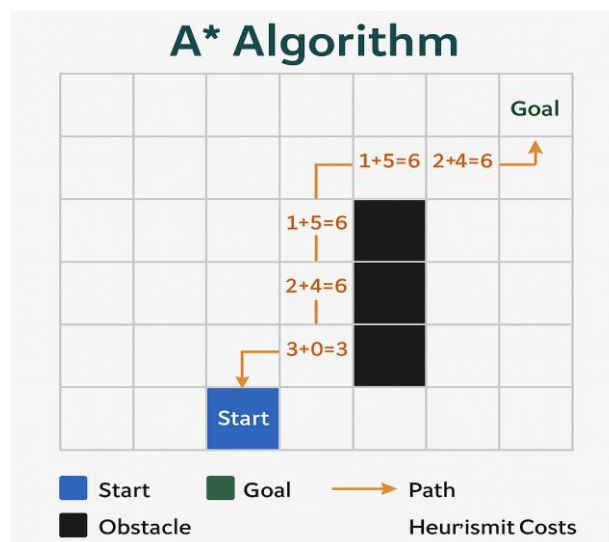 A* Algorithm
Goal
1+5=6 2+4=6
1+5=6
2+4=6
3+0=3
Start
Start
Goal
Path
Obstacle
Heurismit Costs